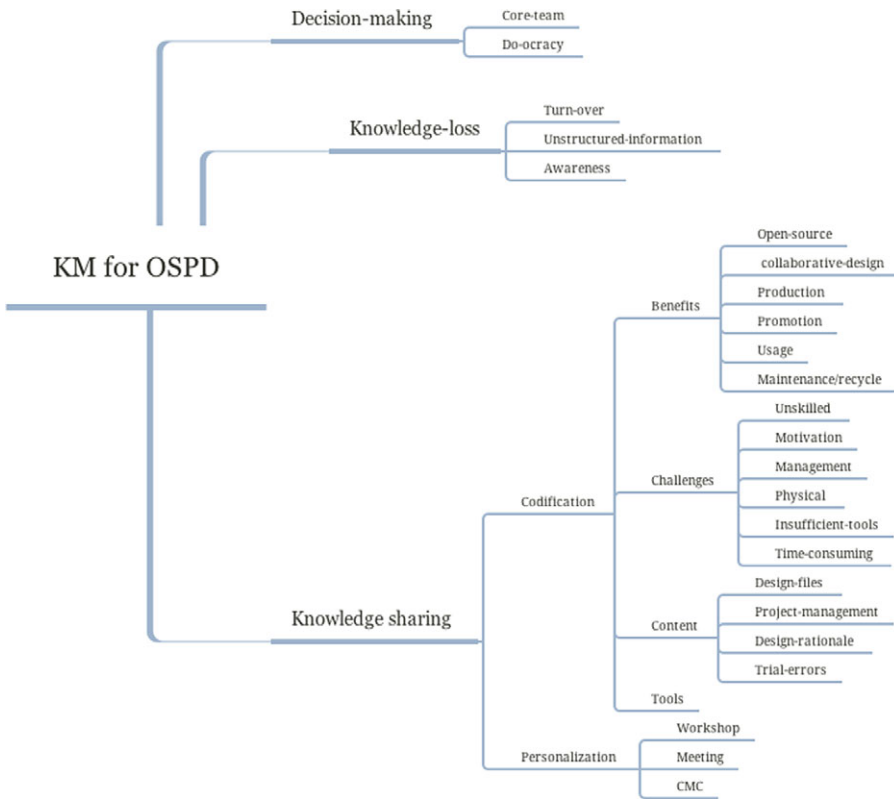 Decision-making
Core-team
Do-ocracy
Knowledge-loss
Turn-over
Unstructured-information
Awareness
KM for OSPD
Knowledge sharing
Codification
Benefits
Open-source
collaborative-design
Production
Promotion
Usage
Maintenance/recycle
Challenges
Unskilled
Motivation
Management
Physical
Insufficient-tools
Time-consuming
Content
Design-files
Project-management
Design-rationale
Trial-errors
Tools
Personalization
Workshop
Meeting
CMC